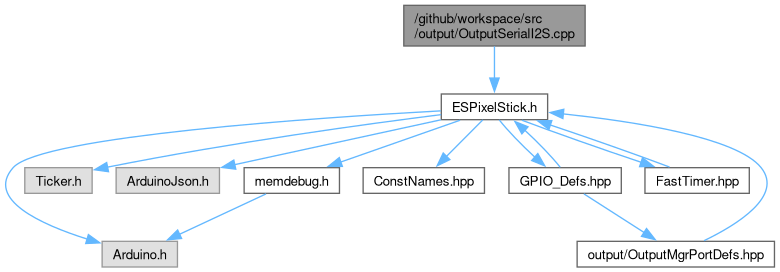 /github/workspace/src
/output/OutputSerialI2S.cpp
ESPixelStick.h
Ticker.h
ArduinoJson.h
memdebug.h
ConstNames.hpp
GPIO_Defs.hpp
FastTimer.hpp
Arduino.h
output/OutputMgrPortDefs.hpp